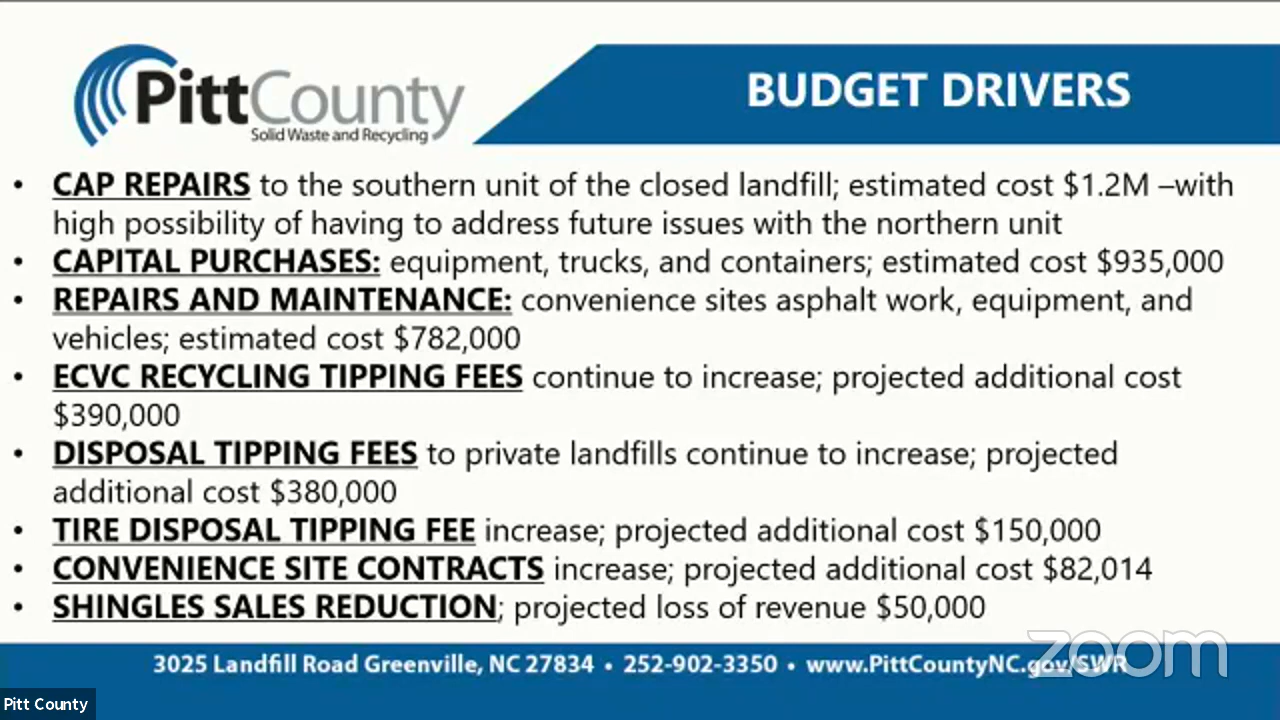 PittCounty
Solid Waste and Recycling
BUDGET DRIVERS
• CAP REPAIRS to the southern unit of the closed landfill; estimated cost $1.2M –with
high possibility of having to address future issues with the northern unit
• CAPITAL PURCHASES: equipment, trucks, and containers; estimated cost $935,000
• REPAIRS AND MAINTENANCE: convenience sites asphalt work, equipment, and
vehicles; estimated cost $782,000
• ECVC RECYCLING TIPPING FEES continue to increase; projected additional cost
$390,000
• DISPOSAL TIPPING FEES to private landfills continue to increase; projected
additional cost $380,000
• TIRE DISPOSAL TIPPING FEE increase; projected additional cost $150,000
• CONVENIENCE SITE CONTRACTS increase; projected additional cost $82,014
• SHINGLES SALES REDUCTION; projected loss of revenue $50,000
3025 Landfill Road Greenville, NC 27834 • 252-902-3350 • www.PittCountyNC.gov/SWR
zoom
Pitt County